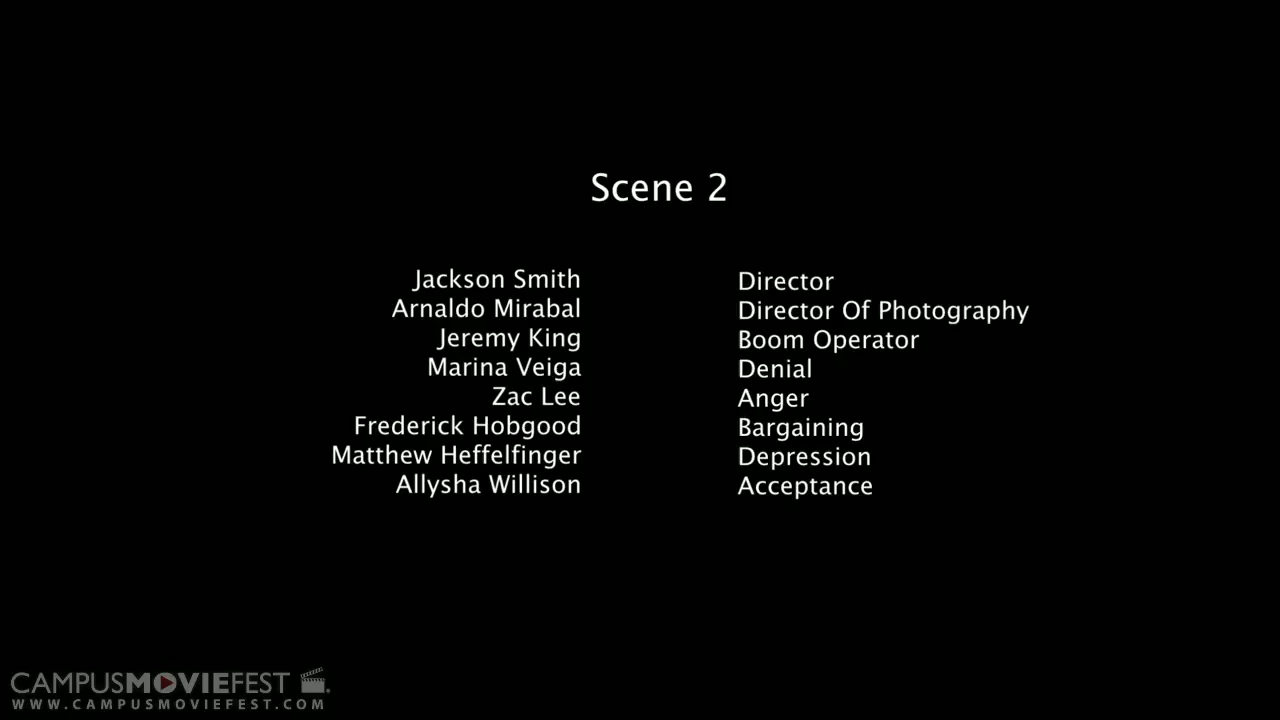 Scene 2
Jackson Smith Director
Arnaldo Mirabal Director Of Photography
Jeremy King Boom Operator
Marina Veiga Denial
Zac Lee Anger
Frederick Hobgood Bargaining
Matthew Heffelfinger Depression
Allysha Willison Acceptance
CAMPUSMOVIEFEST
WWW.CAMPUSMOVIEFEST.COM